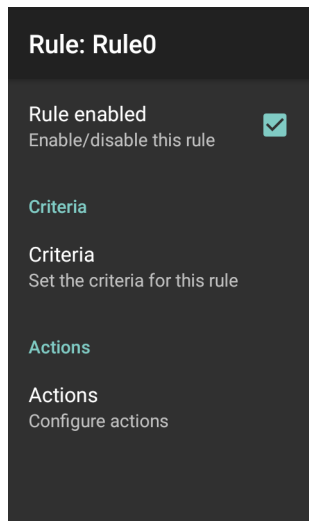 Rule: Rule0
Rule enabled
Enable/disable this rule
Criteria
Criteria
Set the criteria for this rule
Actions
Actions
Configure actions